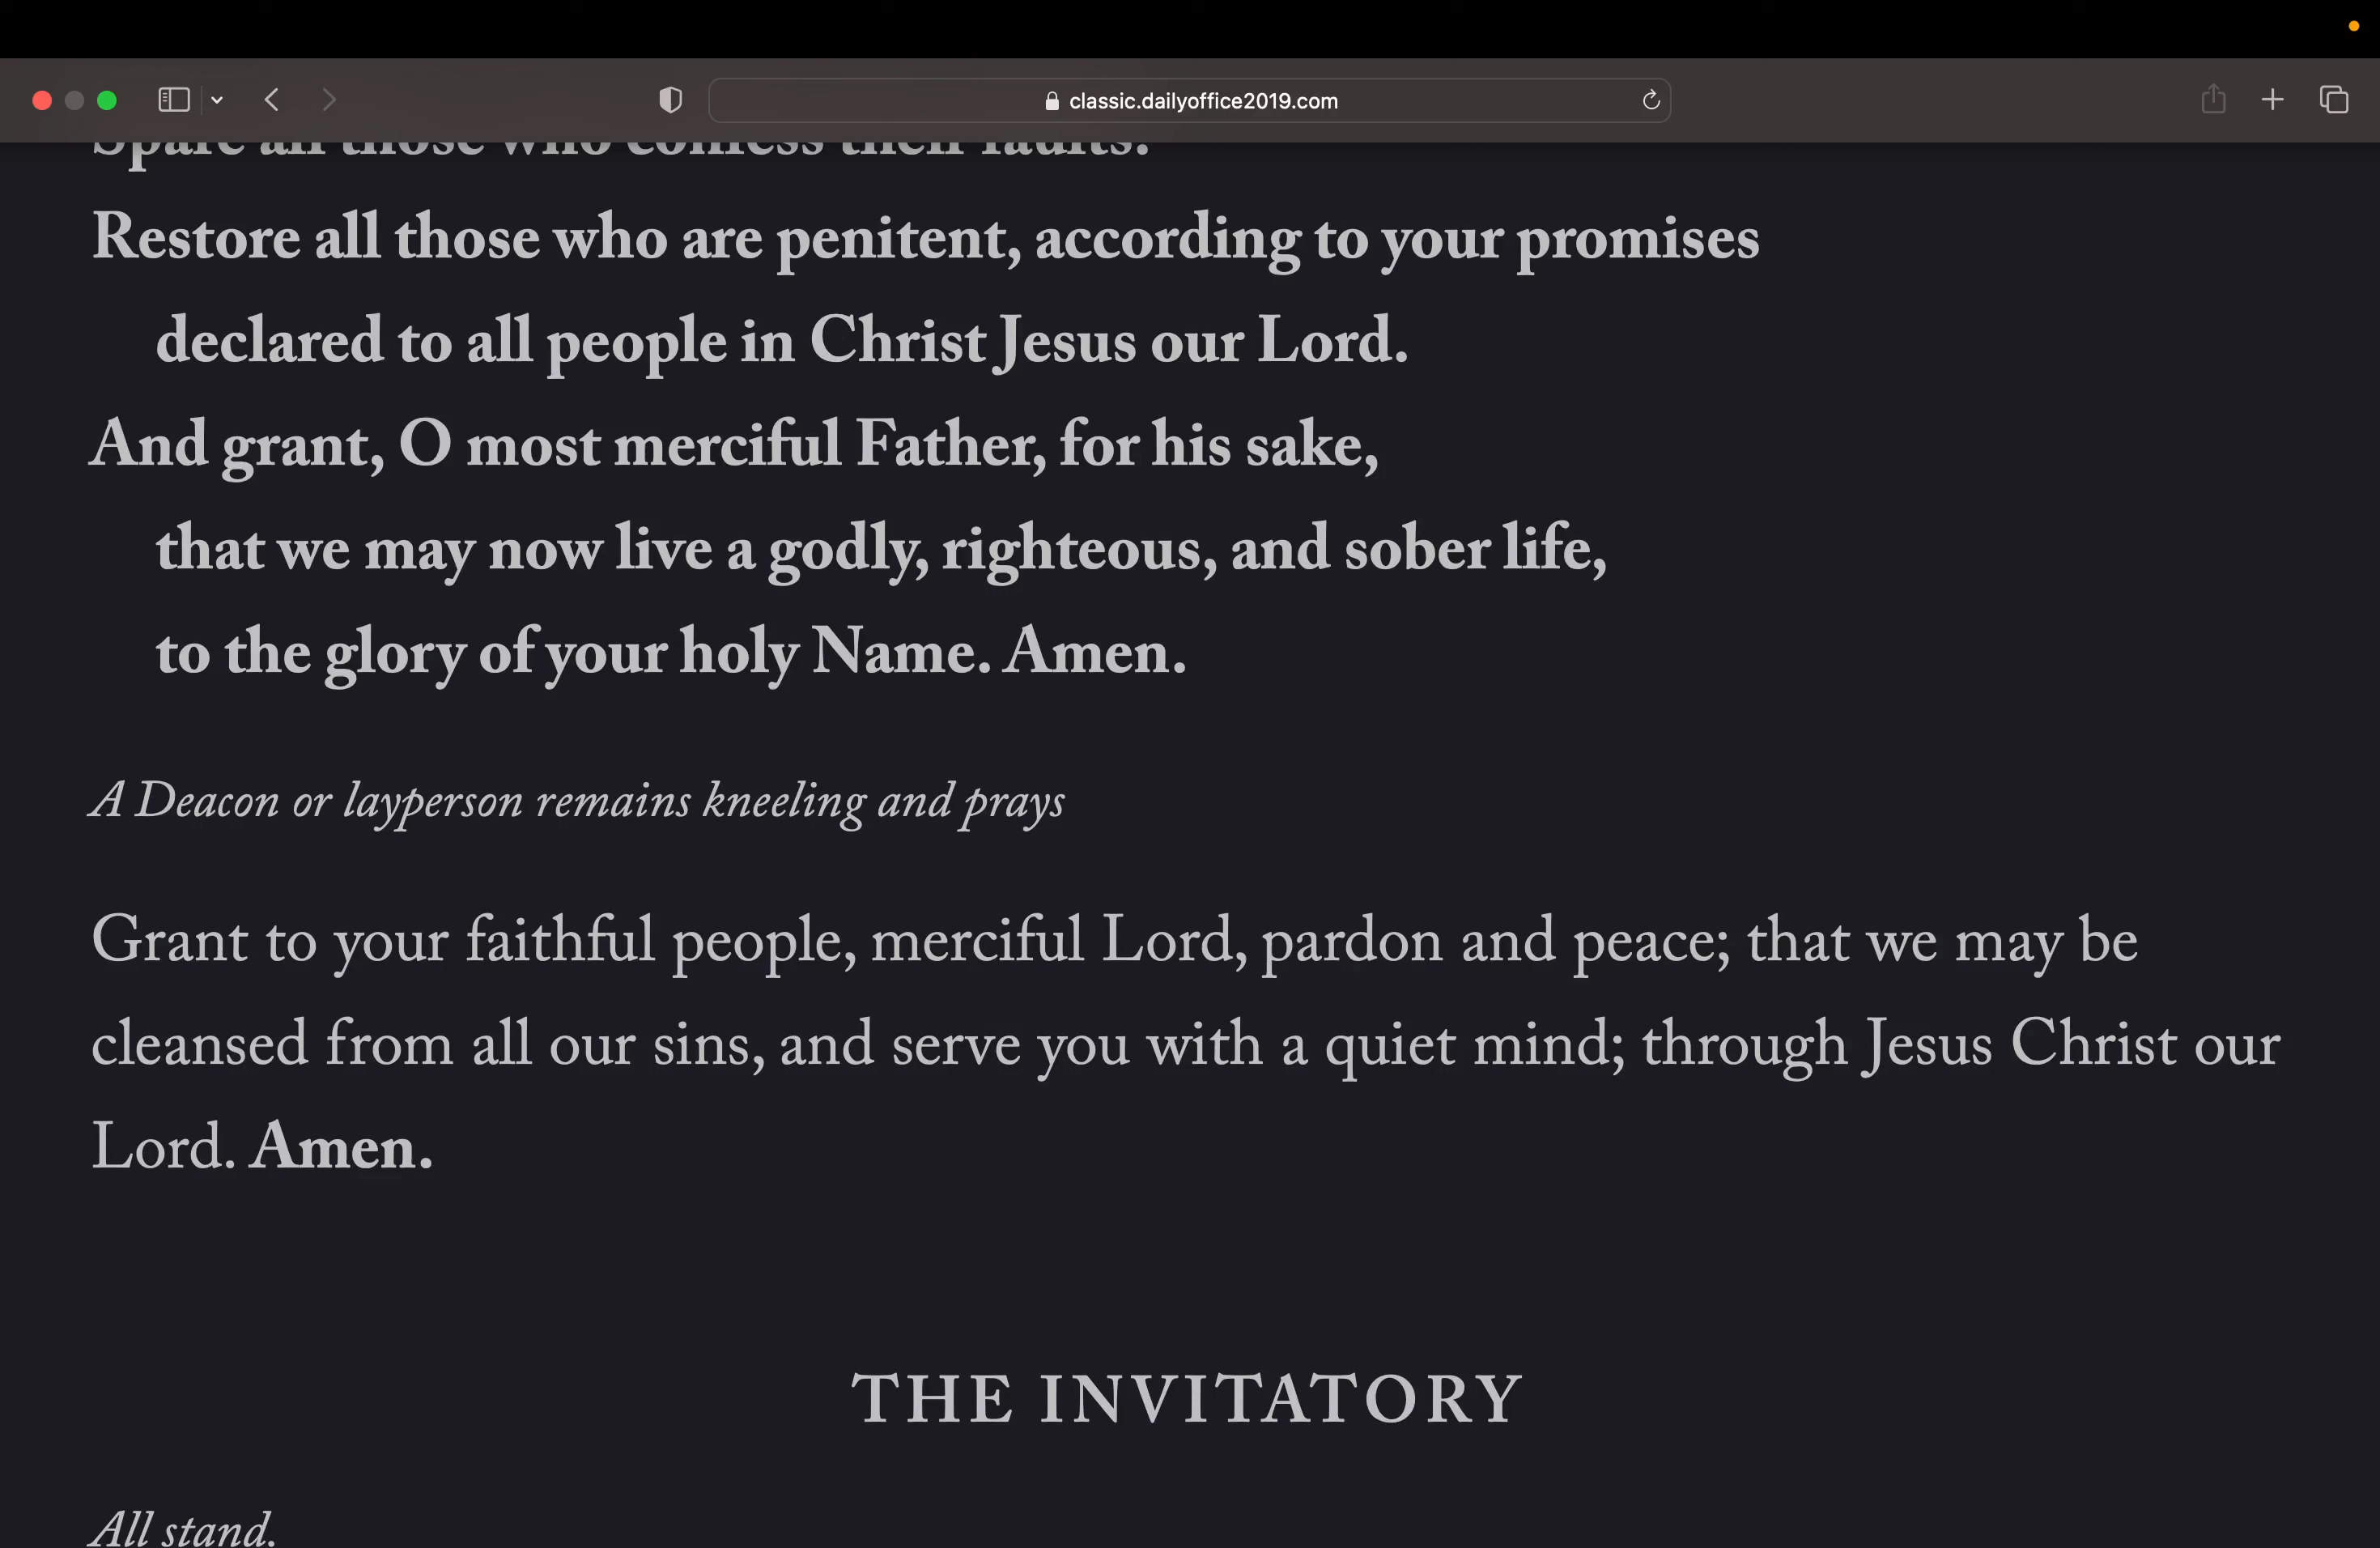 classic.dailyoffice2019.com
Spare all those who confess their faults.
Restore all those who are penitent, according to your promises
declared to all people in Christ Jesus our Lord.
And grant, O most merciful Father, for his sake,
that we may now live a godly, righteous, and sober life,
to the glory of your holy Name. Amen.
A Deacon or layperson remains kneeling and prays
Grant to your faithful people, merciful Lord, pardon and peace; that we may be
cleansed from all our sins, and serve you with a quiet mind; through Jesus Christ our
Lord. Amen.
THE INVITATORY
All stand.